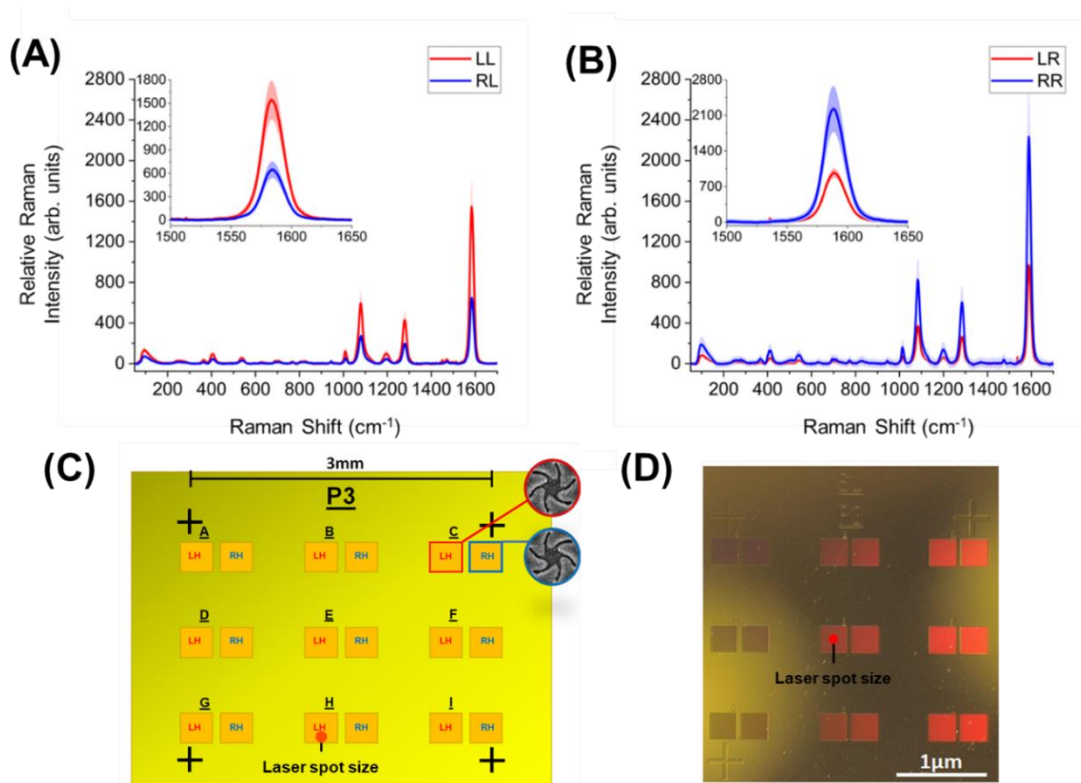 (A)
LL
RL
2800
2400
2000
1600
1200
800
400
0
Relative Raman
Intensity (arb. units)
1800
1500
1200
900
600
300
0
1500 1550 1600 1650
200 400 600 800 1000 1200 1400 1600
Raman Shift (cm-1)
(B)
LR
RR
2800
2400
2000
1600
1200
800
400
0
Relative Raman
Intensity (arb. units)
2800
2100
1400
700
0
1500 1550 1600 1650
200 400 600 800 1000 1200 1400 1600
Raman Shift (cm-1)
(C)
3mm
P3
A B C
LH RH LH RH LH RH
D E F
LH RH LH RH LH RH
G H I
LH RH LH RH LH RH
Laser spot size
(D)
Laser spot size
1µm